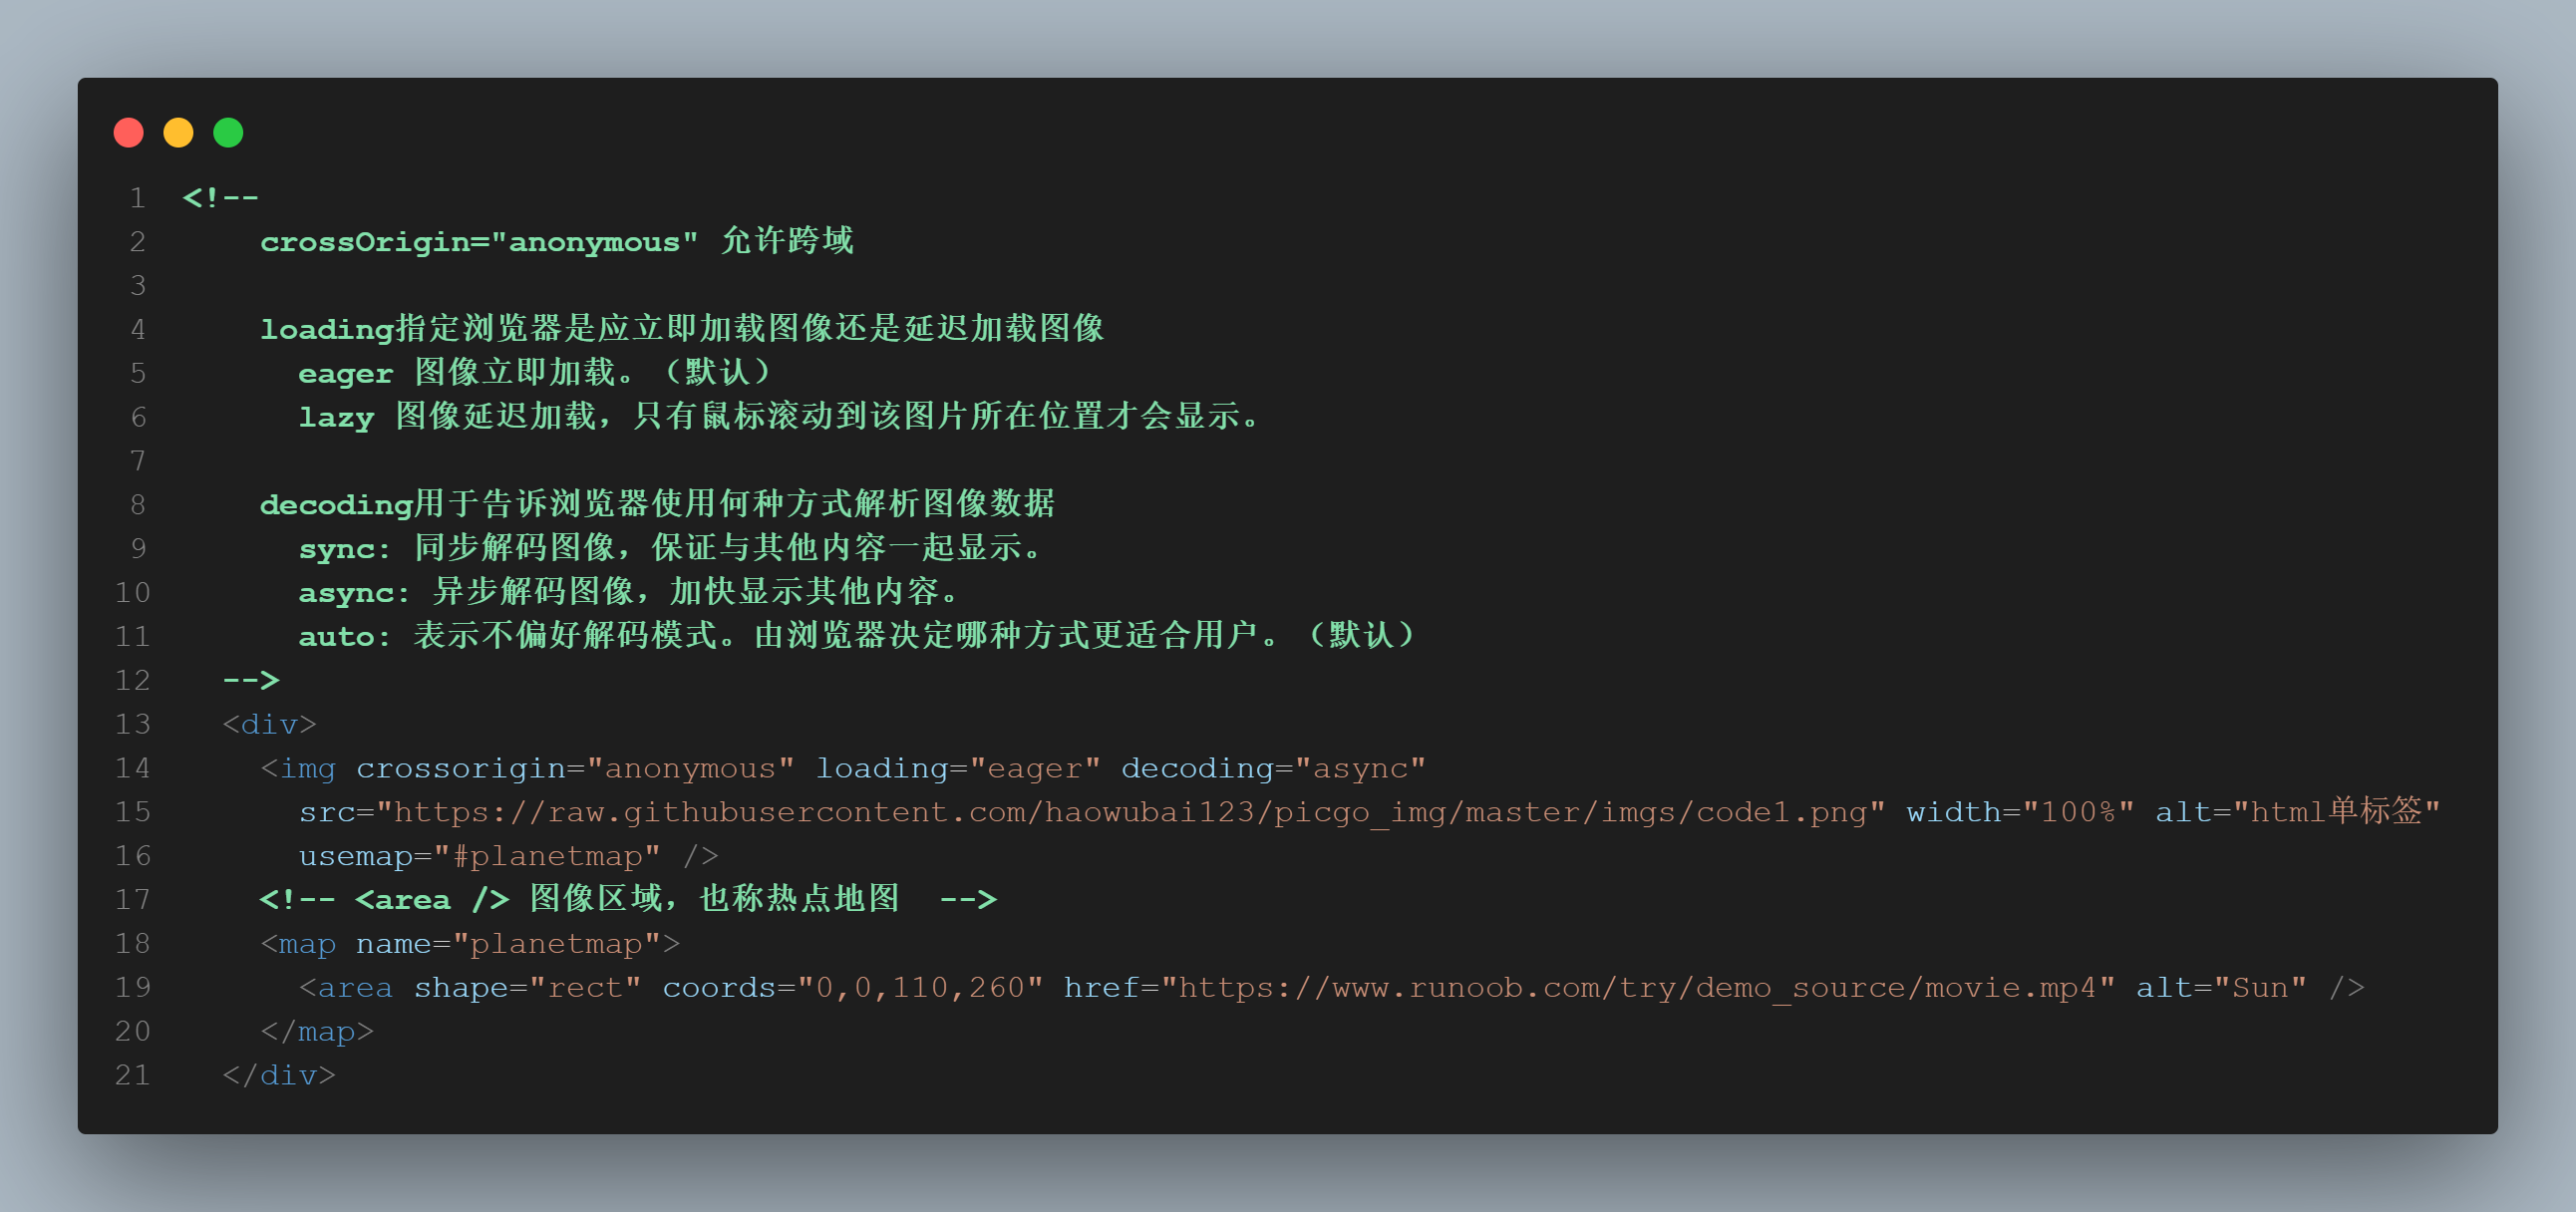 1 <!--
2 crossOrigin="anonymous" 允许跨域
3
4 loading指定浏览器是应立即加载图像还是延迟加载图像
5 eager 图像立即加载。（默认）
6 lazy 图像延迟加载，只有鼠标滚动到该图片所在位置才会显示。
7
8 decoding用于告诉浏览器使用何种方式解析图像数据
9 sync: 同步解码图像，保证与其他内容一起显示。
10 async: 异步解码图像，加快显示其他内容。
11 auto: 表示不偏好解码模式。由浏览器决定哪种方式更适合用户。（默认）
12 -->
13 <div>
14 <img crossorigin="anonymous" loading="eager" decoding="async"
15 src="https://raw.githubusercontent.com/haowubai123/picgo_img/master/imgs/code1.png" width="100%" alt="html单标签"
16 usemap="#planetmap" />
17 <!-- <area /> 图像区域，也称热点地图  -->
18 <map name="planetmap">
19 <area shape="rect" coords="0,0,110,260" href="https://www.runoob.com/try/demo_source/movie.mp4" alt="Sun" />
20 </map>
21 </div>